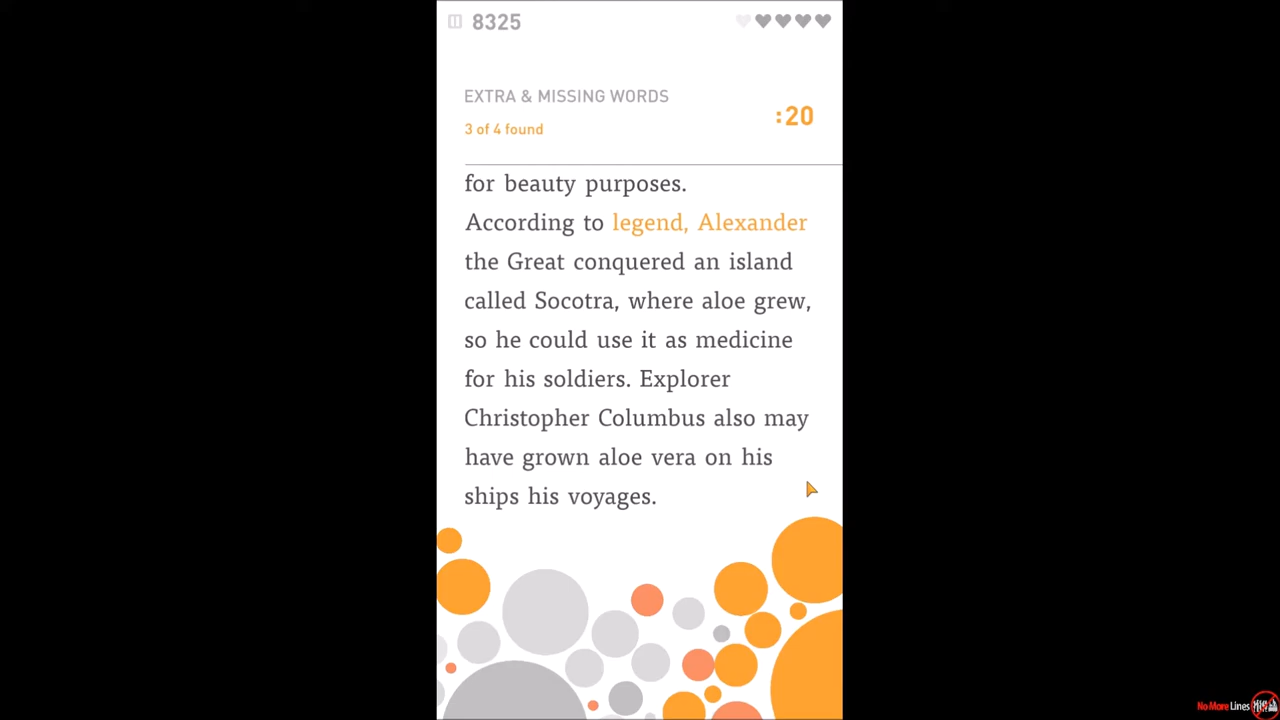 8325
EXTRA & MISSING WORDS
:20
3 of 4 found
for beauty purposes.
According to legend, Alexander
the Great conquered an island
called Socotra, where aloe grew,
so he could use it as medicine
for his soldiers. Explorer
Christopher Columbus also may
have grown aloe vera on his
ships his voyages.
No More Lines